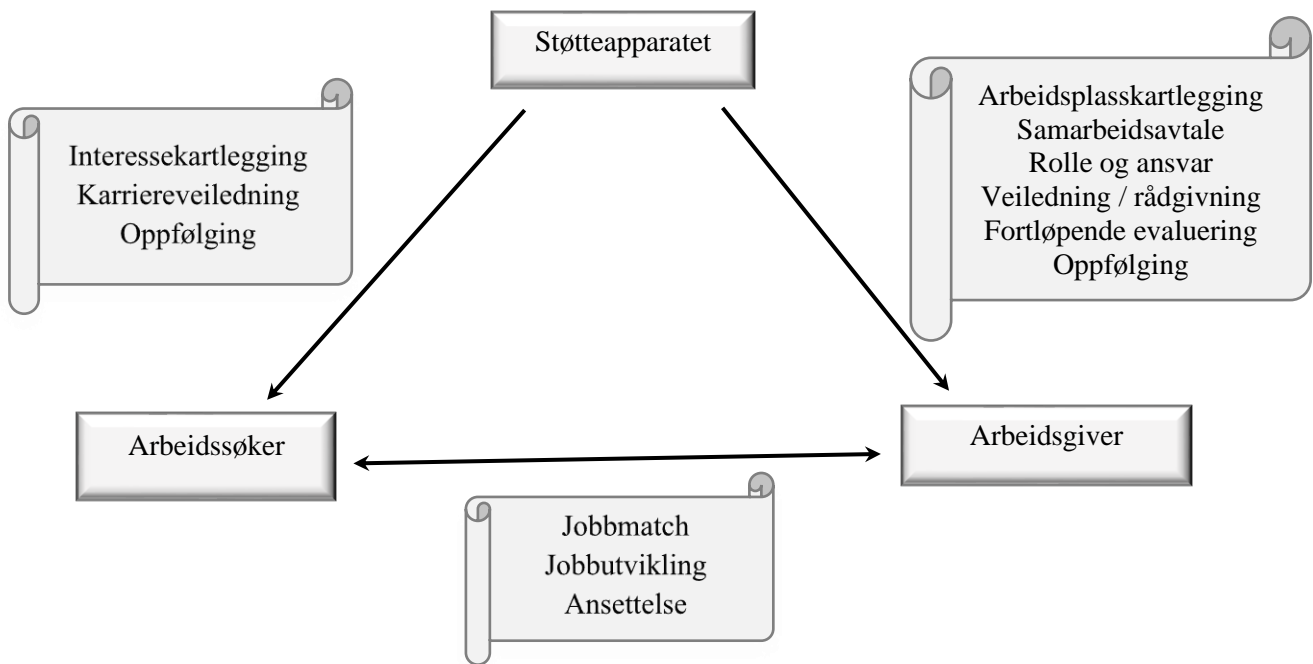 Støtteapparatet
Interessekartlegging
Karriereveiledning
Oppfølging
Arbeidsplasskartlegging
Samarbeidsavtale
Rolle og ansvar
Veiledning / rådgivning
Fortløpende evaluering
Oppfølging
Arbeidssøker
Arbeidsgiver
Jobbmatch
Jobbutvikling
Ansettelse